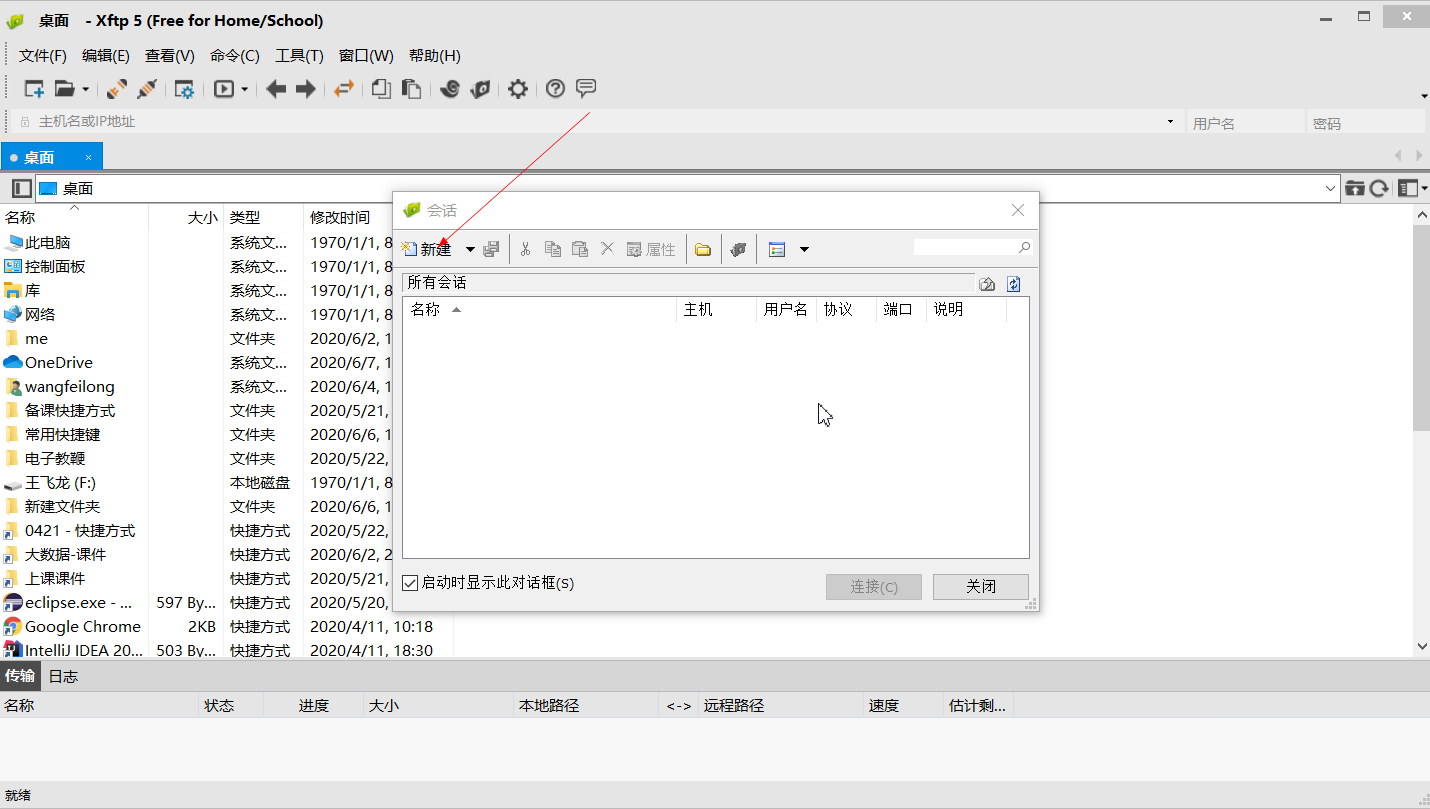 桌面 - Xftp 5 (Free for Home/School)
文件(F) 编辑(E) 查看(V) 命令(C) 工具(T) 窗口(W) 帮助(H)
主机名或IP地址 用户名 密码
桌面
桌面
名称 大小 类型 修改时间
此电脑 系统文... 1970/1/1, 8
控制面板 系统文... 1970/1/1, 8
库 系统文... 1970/1/1, 8
网络 系统文... 1970/1/1, 8
me 文件夹 2020/6/2, 1
OneDrive 系统文... 2020/6/7, 1
wangfeilong 系统文... 2020/6/4, 1
备课快捷方式 文件夹 2020/5/21,
常用快捷键 文件夹 2020/6/6, 1
电子教鞭 文件夹 2020/5/22,
王飞龙 (F:) 本地磁盘 1970/1/1, 8
新建文件夹 文件夹 2020/6/6, 1
0421 - 快捷方式 快捷方式 2020/5/22,
大数据-课件 快捷方式 2020/6/2, 2
上课课件 快捷方式 2020/5/21,
eclipse.exe - ... 597 By... 快捷方式 2020/5/20,
Google Chrome 2KB 快捷方式 2020/4/11, 10:18
IntelliJ IDEA 20... 503 By... 快捷方式 2020/4/11, 18:30
会话
新建 属性
所有会话
名称 主机 用户名 协议 端口 说明
启动时显示此对话框(S) 连接(C) 关闭
传输 日志
名称 状态 进度 大小 本地路径 <-> 远程路径 速度 估计剩...
就绪